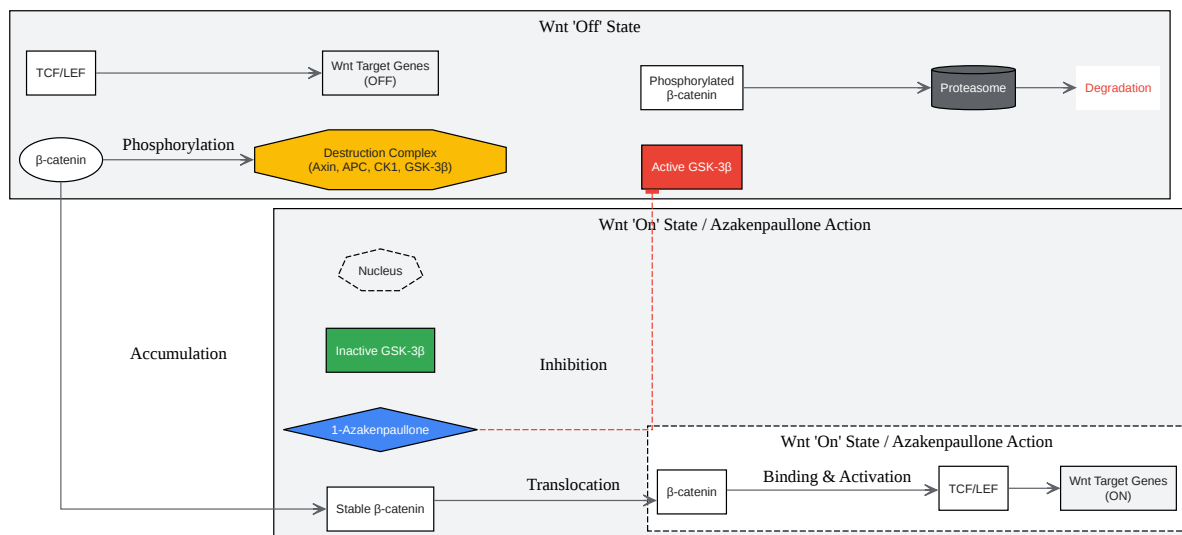 Wnt 'Off' State
TCF/LEF
Wnt Target Genes
(OFF)
Phosphorylated
β-catenin
Proteasome
Degradation
β-catenin
Phosphorylation
Destruction Complex
(Axin, APC, CK1, GSK-3β)
Active GSK-3β
Wnt 'On' State / Azakenpaullone Action
Nucleus
Inactive GSK-3β
Accumulation
Inhibition
1-Azakenpaullone
Wnt 'On' State / Azakenpaullone Action
Stable β-catenin
Translocation
β-catenin
Binding & Activation
TCF/LEF
Wnt Target Genes
(ON)